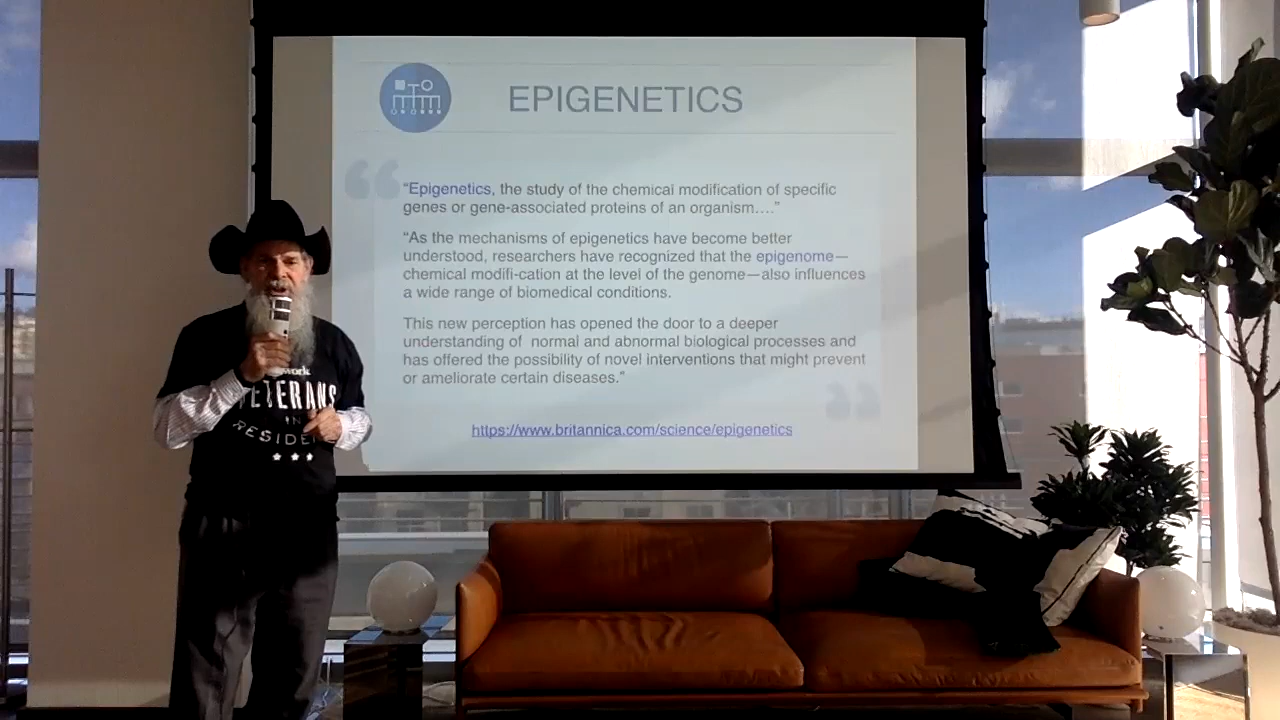 EPIGENETICS
“Epigenetics, the study of the chemical modification of specific
genes or gene-associated proteins of an organism....”
“As the mechanisms of epigenetics have become better
understood, researchers have recognized that the epigenome—
chemical modifi-cation at the level of the genome—also influences
a wide range of biomedical conditions.
This new perception has opened the door to a deeper
understanding of normal and abnormal biological processes and
has offered the possibility of novel interventions that might prevent
or ameliorate certain diseases.”
https://www.britannica.com/science/epigenetics
VETERANS
IN